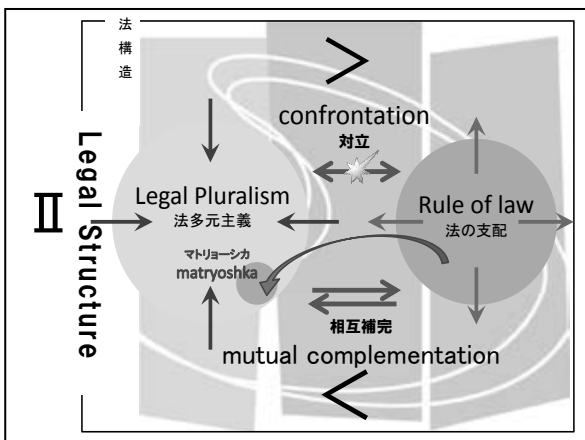 法構造
Ⅱ
Legal Structure
>
confrontation
対立
Legal Pluralism
法多元主義
Rule of law
法の支配
マトリョーシカ
matryoshka
相互補完
mutual complementation
<